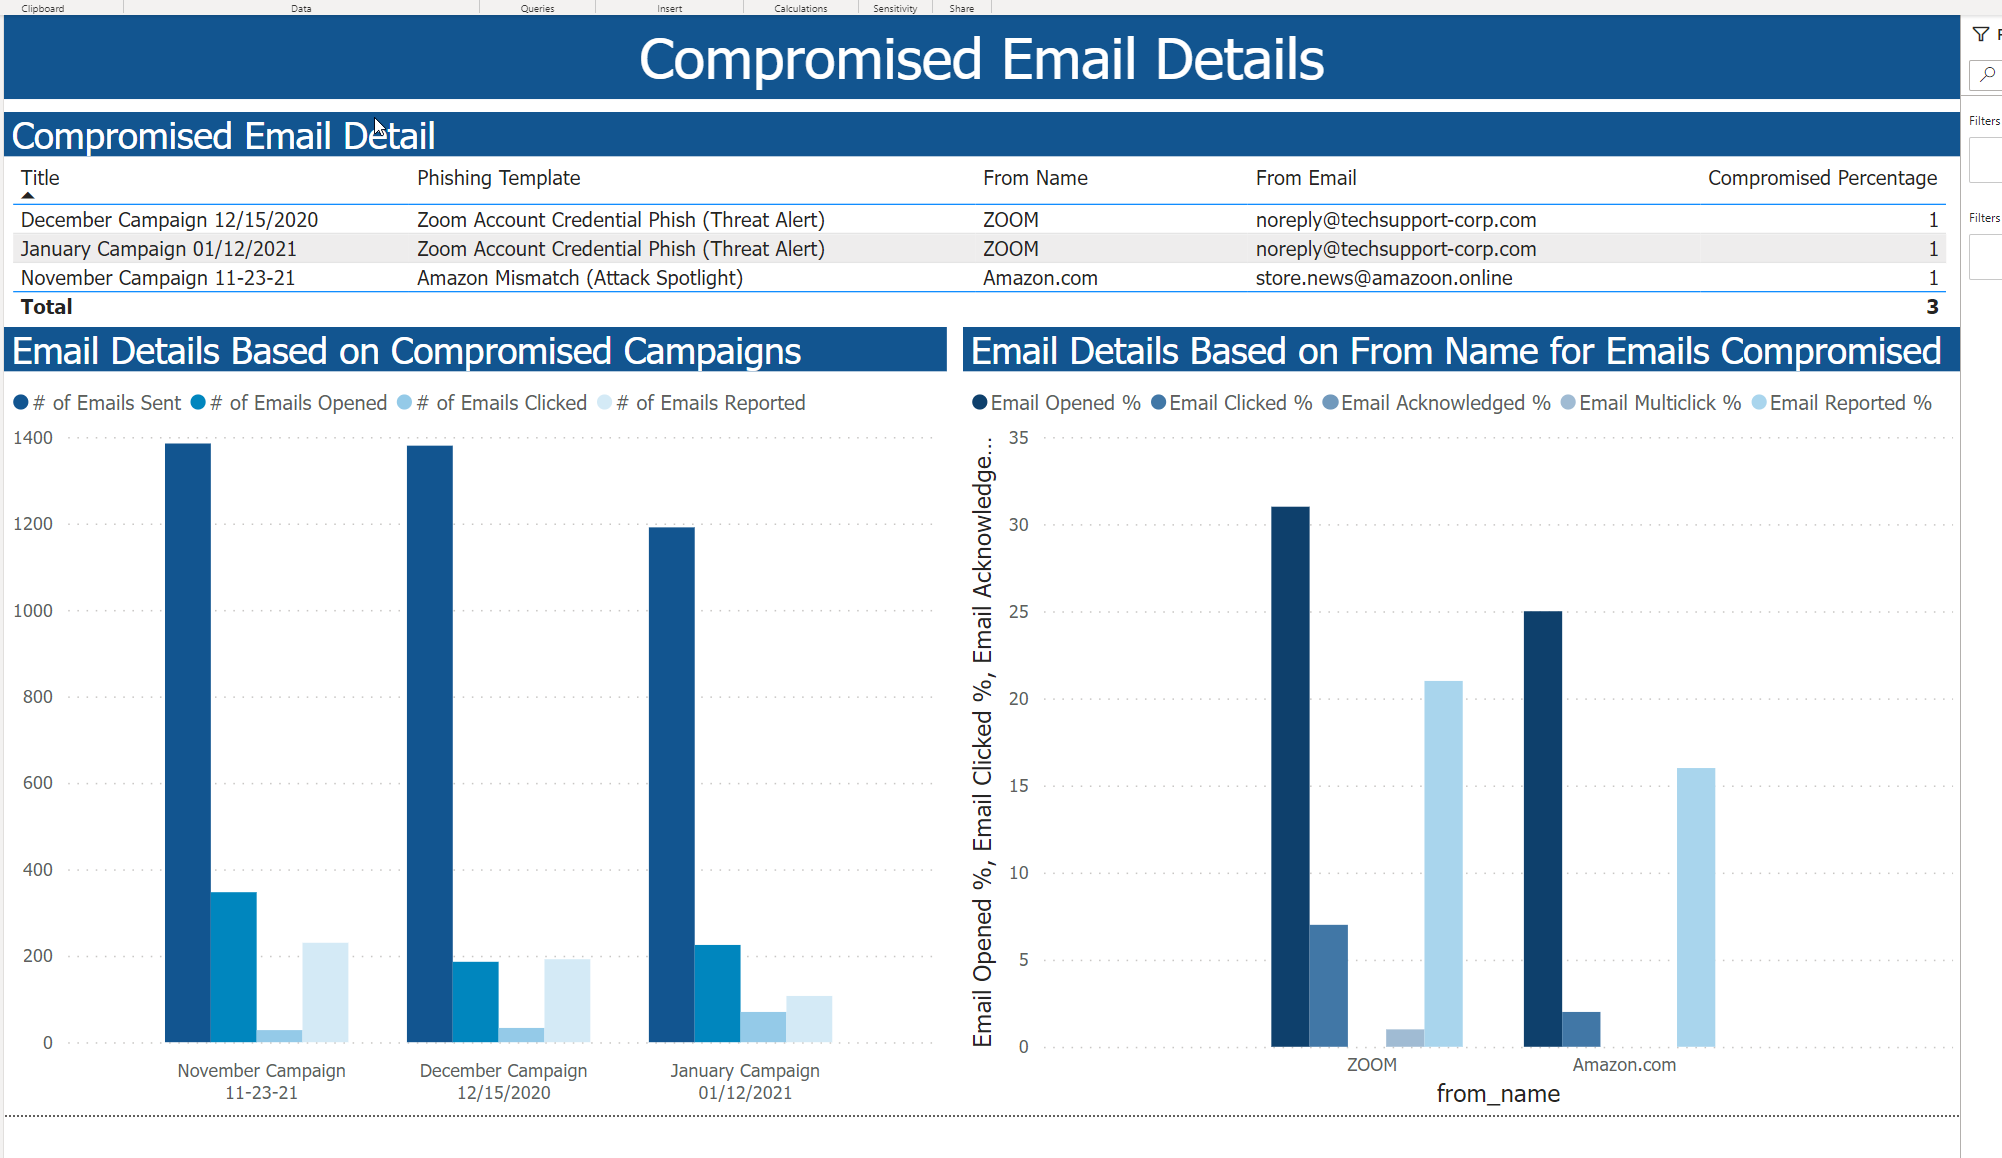 Clipboard Data Queries Insert Calculations Sensitivity Share
Compromised Email Details
Compromised Email Detail
Title Phishing Template From Name From Email Compromised Percentage
December Campaign 12/15/2020 Zoom Account Credential Phish (Threat Alert) ZOOM noreply@techsupport-corp.com 1
January Campaign 01/12/2021 Zoom Account Credential Phish (Threat Alert) ZOOM noreply@techsupport-corp.com 1
November Campaign 11-23-21 Amazon Mismatch (Attack Spotlight) Amazon.com store.news@amazoon.online 1
Total 3
Filters
Filters
Email Details Based on Compromised Campaigns
# of Emails Sent # of Emails Opened # of Emails Clicked # of Emails Reported
1400
1200
1000
800
600
400
200
0
November Campaign
11-23-21
December Campaign
12/15/2020
January Campaign
01/12/2021
Email Details Based on From Name for Emails Compromised
Email Opened % Email Clicked % Email Acknowledged % Email Multiclick % Email Reported %
Email Opened %, Email Clicked %, Email Acknowledge...
35
30
25
20
15
10
5
0
ZOOM Amazon.com
from_name